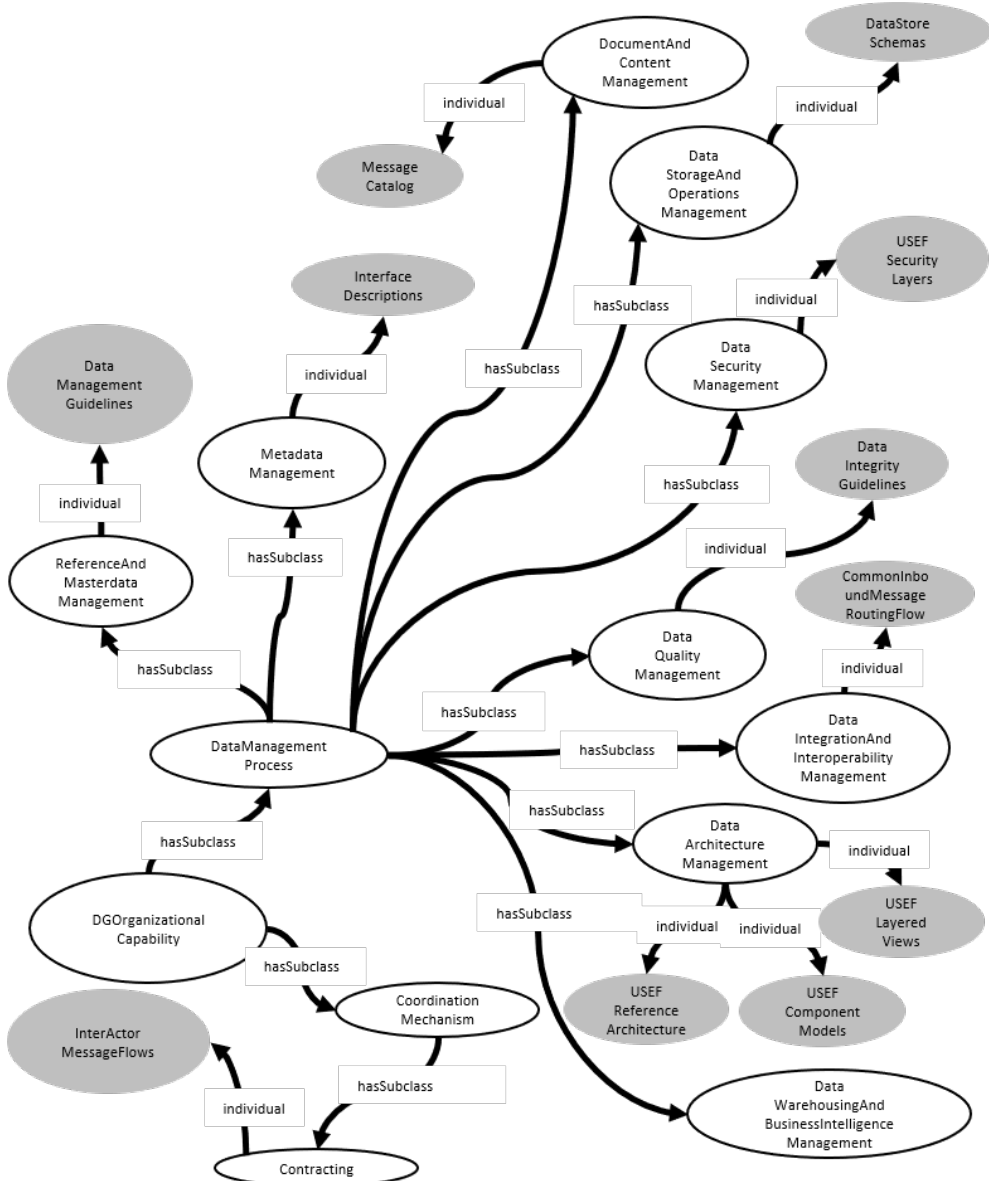 DocumentAnd
Content
Management
DataStore
Schemas
individual
individual
Message
Catalog
Data
StorageAnd
Operations
Management
USEF
Security
Layers
Interface
Descriptions
hasSubclass
individual
Data
Management
Guidelines
individual
hasSubclass
Data
Security
Management
Metadata
Management
Data
Integrity
Guidelines
individual
hasSubclass
hasSubclass
individual
ReferenceAnd
Masterdata
Management
CommonInbo
undMessage
RoutingFlow
hasSubclass
Data
Quality
Management
individual
hasSubclass
DataManagement
Process
hasSubclass
Data
IntegrationAnd
Interoperability
Management
hasSubclass
hasSubclass
Data
Architecture
Management
individual
DGOrganizational
Capability
hasSubclass
individual
individual
USEF
Layered
Views
hasSubclass
Coordination
Mechanism
USEF
Reference
Architecture
USEF
Component
Models
InterActor
MessageFlows
hasSubclass
individual
Data
WarehousingAnd
BusinessIntelligence
Management
Contracting